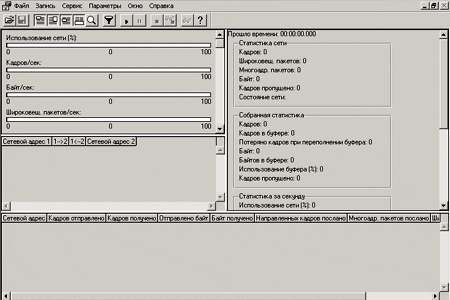 Файл Запись Сервис Параметры Окно Справка
Использование сети (%):
0 0 100
Кадров/сек:
0 0 100
Байт/сек:
0 0 100
Широковещ. пакетов/сек:
0 0 100
Прошло времени: 00:00:00.000
Статистика сети
Кадров: 0
Широковещ. пакетов: 0
Многоадр. пакетов: 0
Байт: 0
Кадров пропущено: 0
Состояние сети:
Собранная статистика
Кадров: 0
Кадров в буфере: 0
Потеряно кадров при переполнении буфера: 0
Байт: 0
Байтов в буфере: 0
Использование буфера (%): 0
Кадров пропущено: 0
Статистика за секунду
Использование сети (%): 0
Сетевой адрес 1 1->2 1<-2 Сетевой адрес 2
Сетевой адрес Кадров отправлено Кадров получено Отправлено байт Байт получено Направленных кадров послано Многоадр. пакетов послано